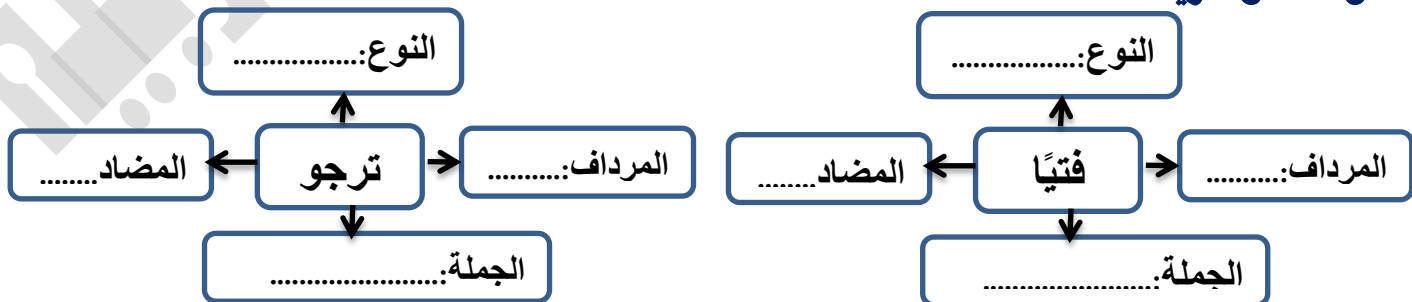 النوع:.................
المرداف:..........
فتيًا
المضاد........
الجملة:.......................
النوع:.................
المرداف:..........
ترجو
المضاد........
الجملة:.......................